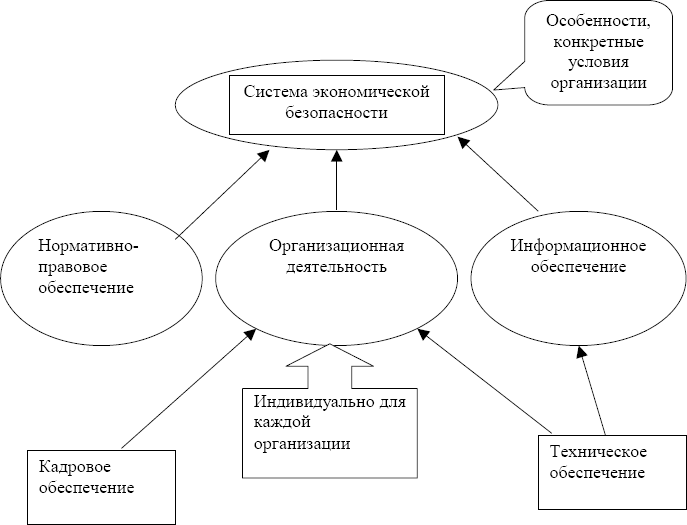 Особенности,
конкретные
условия
организации
Система экономической
безопасности
Нормативно-
правовое
обеспечение
Организационная
деятельность
Информационное
обеспечение
Индивидуально для
каждой
организации
Кадровое
обеспечение
Техническое
обеспечение